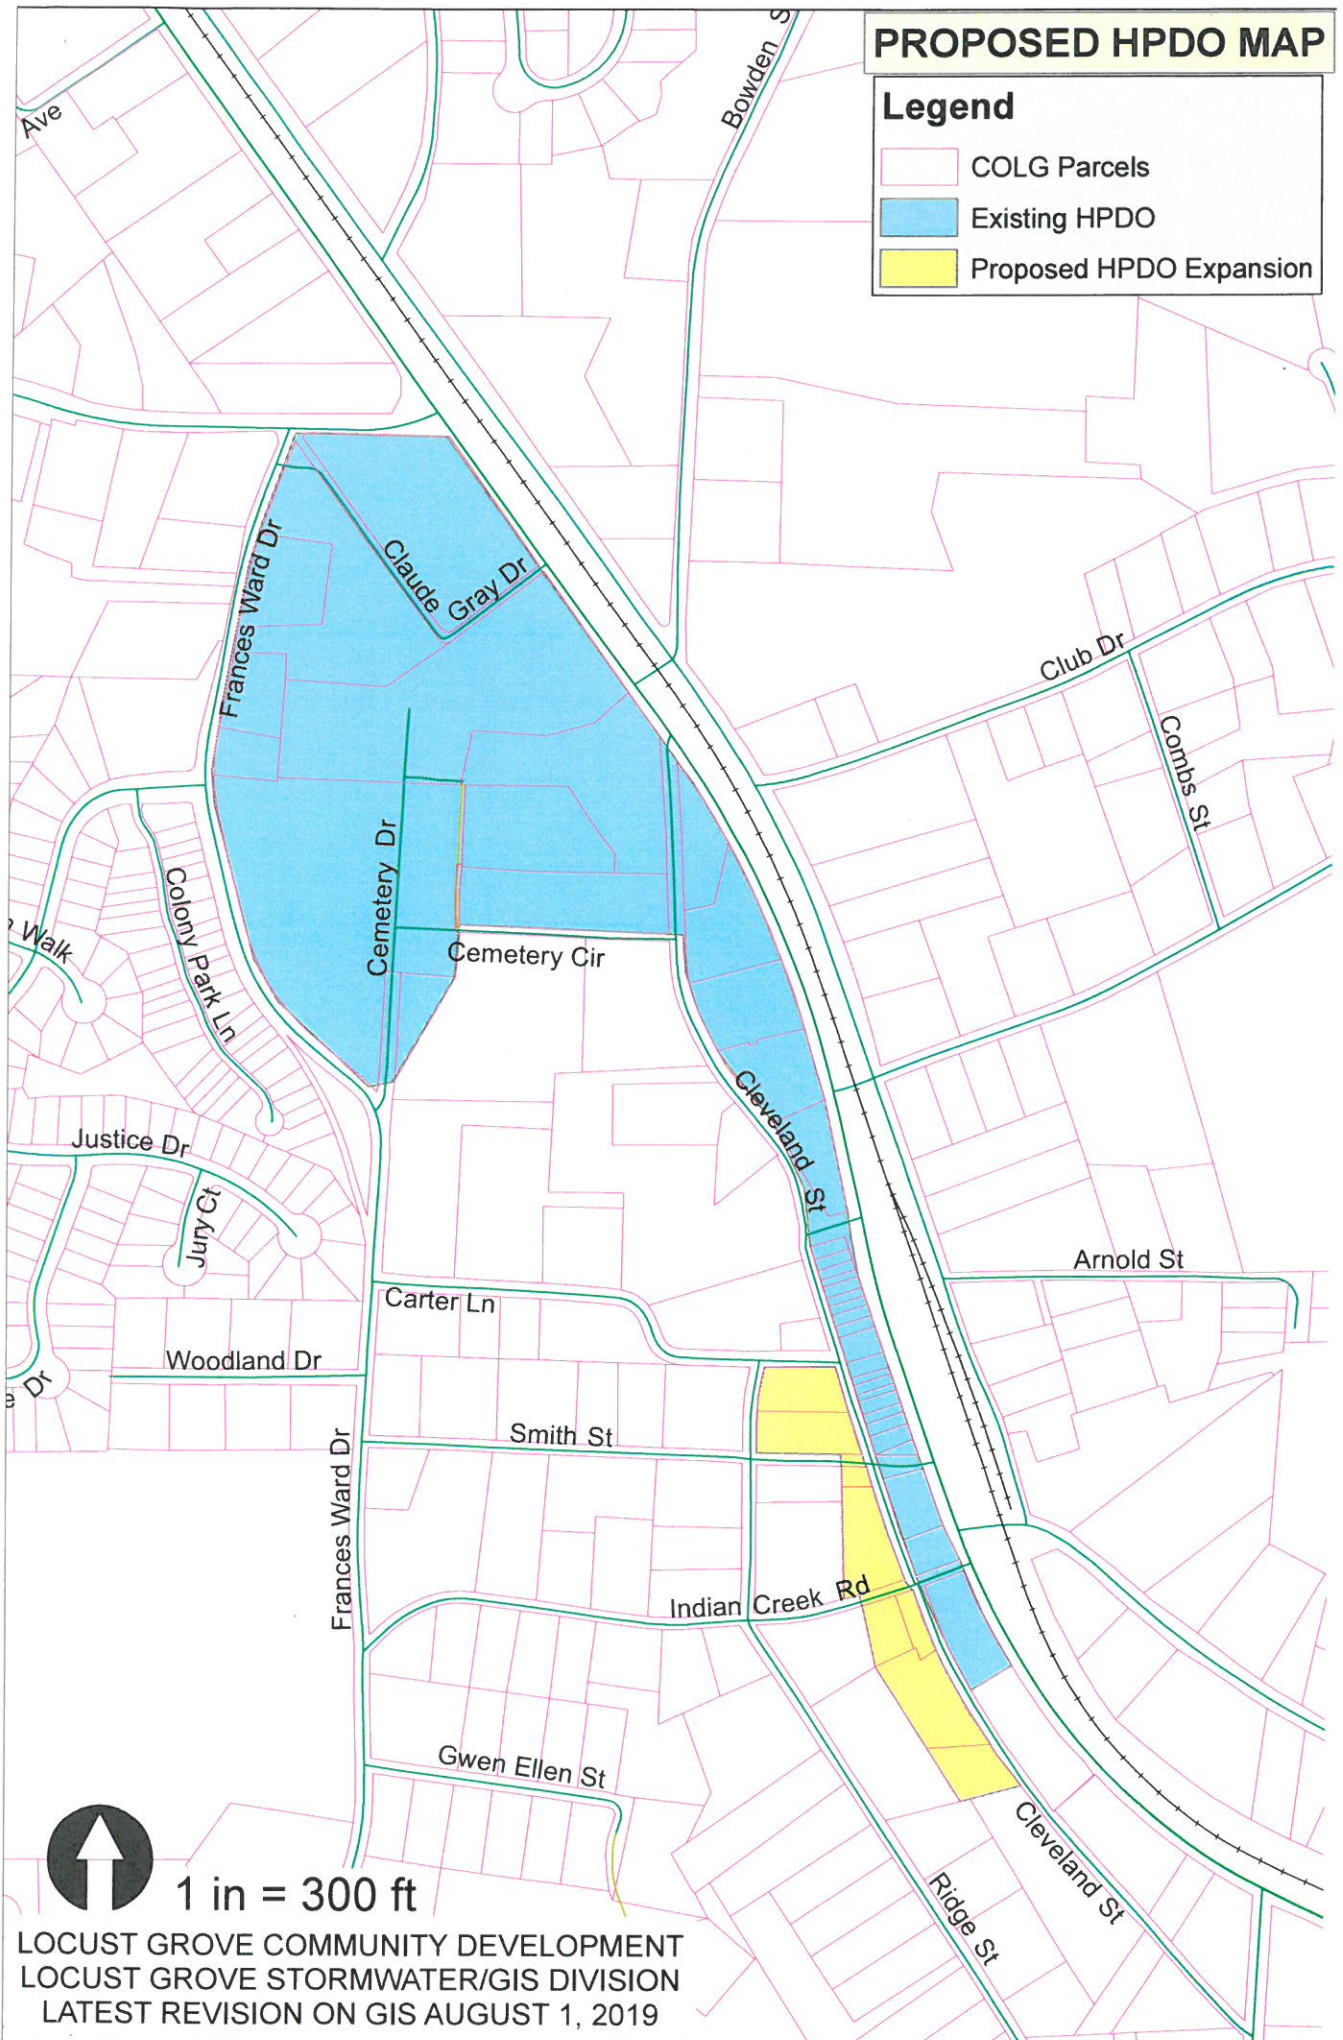 PROPOSED HPDO MAP
Legend
COLG Parcels
Existing HPDO
Proposed HPDO Expansion
Ave
Bowden S
Frances Ward Dr
Claude Gray Dr
Club Dr
Combs St
Cemetery Dr
Cemetery Cir
Colony Park Ln
Walk
Cleveland St
Justice Dr
Jury Ct
Arnold St
Carter Ln
Woodland Dr
e Dr
Smith St
Frances Ward Dr
Indian Creek Rd
Gwen Ellen St
Cleveland St
Ridge St
1 in = 300 ft
LOCUST GROVE COMMUNITY DEVELOPMENT
LOCUST GROVE STORMWATER/GIS DIVISION
LATEST REVISION ON GIS AUGUST 1, 2019